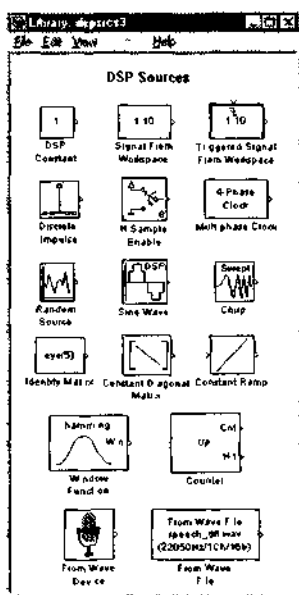 Library: dspsrcs3
File Edit View Help
DSP Sources
1
1:10
1:10
DSP
Constant
Signal From
Workspace
Triggered Signal
From Workspace
4-Phase
Clock
Discrete
Impulse
N Sample
Enable
Multiphase Clock
DSP
Swept
Random
Source
Sine Wave
Chirp
eye(5)
Identity Matrix
Constant Diagonal
Matrix
Constant Ramp
hamming
Win
Cnt
Up
Hit
Window
Function
Counter
From Wave File
speech_dft.wav
(22050Hz/1Ch/16b)
From Wave
Device
From Wave
File